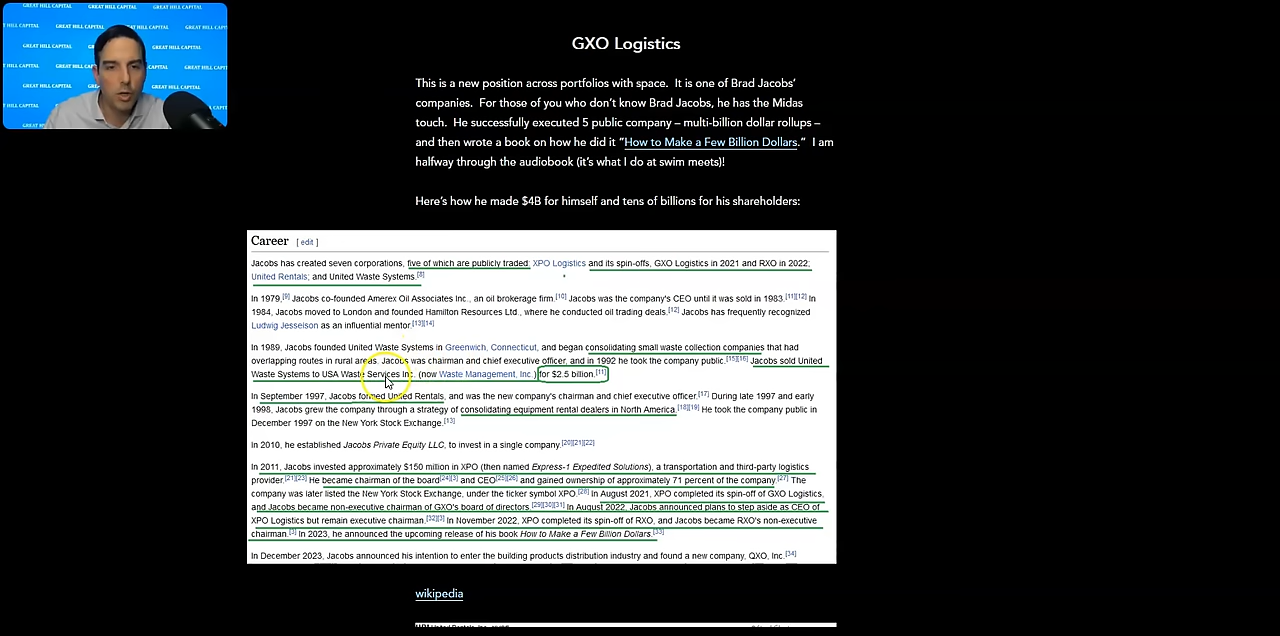 GREAT HILL CAPITAL
GXO Logistics
This is a new position across portfolios with space. It is one of Brad Jacobs'
companies. For those of you who don't know Brad Jacobs, he has the Midas
touch. He successfully executed 5 public company – multi-billion dollar rollups –
and then wrote a book on how he did it "How to Make a Few Billion Dollars." I am
halfway through the audiobook (it's what I do at swim meets)!
Here's how he made $4B for himself and tens of billions for his shareholders:
Career [ edit ]
Jacobs has created seven corporations, five of which are publicly traded: XPO Logistics and its spin-offs, GXO Logistics in 2021 and RXO in 2022;
United Rentals; and United Waste Systems.[8]
In 1979,[9] Jacobs co-founded Amerex Oil Associates Inc., an oil brokerage firm.[10] Jacobs was the company's CEO until it was sold in 1983.[11][12] In
1984, Jacobs moved to London and founded Hamilton Resources Ltd., where he conducted oil trading deals.[12] Jacobs has frequently recognized
Ludwig Jesselson as an influential mentor.[13][14]
In 1989, Jacobs founded United Waste Systems in Greenwich, Connecticut, and began consolidating small waste collection companies that had
overlapping routes in rural areas. Jacobs was chairman and chief executive officer, and in 1992 he took the company public.[15][16] Jacobs sold United
Waste Systems to USA Waste Services Inc. (now Waste Management, Inc.) for $2.5 billion.[11]
In September 1997, Jacobs formed United Rentals, and was the new company's chairman and chief executive officer.[17] During late 1997 and early
1998, Jacobs grew the company through a strategy of consolidating equipment rental dealers in North America.[18][19] He took the company public in
December 1997 on the New York Stock Exchange.[13]
In 2010, he established Jacobs Private Equity LLC, to invest in a single company.[20][21][22]
In 2011, Jacobs invested approximately $150 million in XPO (then named Express-1 Expedited Solutions), a transportation and third-party logistics
provider.[21][23] He became chairman of the board[24][3] and CEO[25][26] and gained ownership of approximately 71 percent of the company.[27] The
company was later listed the New York Stock Exchange, under the ticker symbol XPO.[28] In August 2021, XPO completed its spin-off of GXO Logistics,
and Jacobs became non-executive chairman of GXO's board of directors.[29][30][31] In August 2022, Jacobs announced plans to step aside as CEO of
XPO Logistics but remain executive chairman.[32][3] In November 2022, XPO completed its spin-off of RXO, and Jacobs became RXO's non-executive
chairman.[3] In 2023, he announced the upcoming release of his book How to Make a Few Billion Dollars.[33]
In December 2023, Jacobs announced his intention to enter the building products distribution industry and found a new company, QXO, Inc.[34]
wikipedia